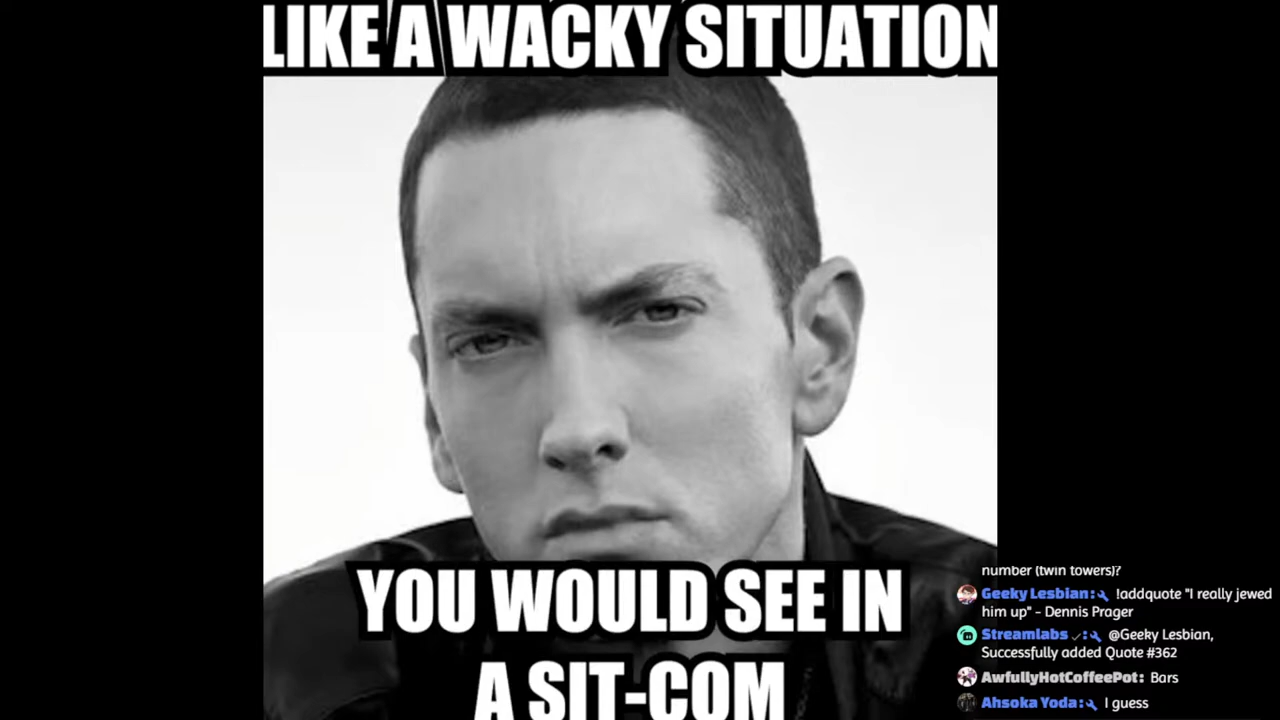 LIKE A WACKY SITUATION
YOU WOULD SEE IN
A SIT-COM
number (twin towers)?
Geeky Lesbian: !addquote "I really jewed
him up" - Dennis Prager
Streamlabs : @Geeky Lesbian,
Successfully added Quote #362
AwfullyHotCoffeePot: Bars
Ahsoka Yoda: I guess